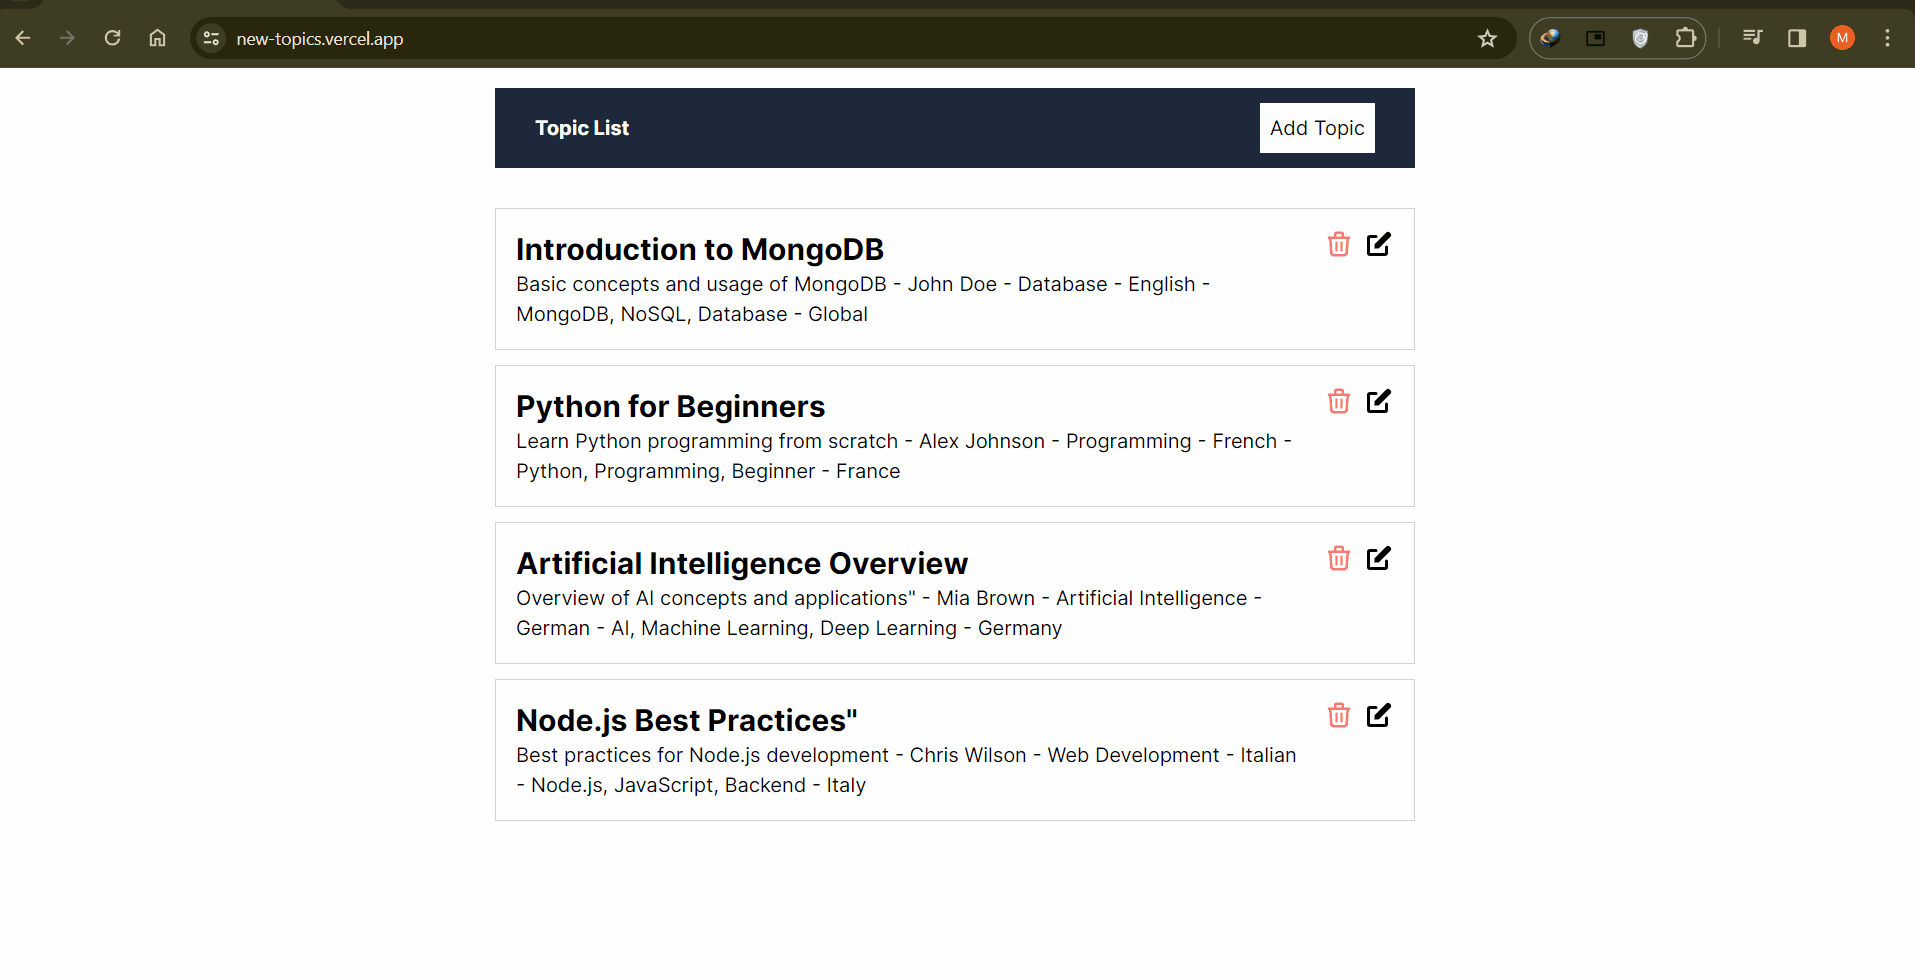 new-topics.vercel.app
M
Topic List
Add Topic
Introduction to MongoDB
Basic concepts and usage of MongoDB - John Doe - Database - English -
MongoDB, NoSQL, Database - Global
Python for Beginners
Learn Python programming from scratch - Alex Johnson - Programming - French -
Python, Programming, Beginner - France
Artificial Intelligence Overview
Overview of AI concepts and applications" - Mia Brown - Artificial Intelligence -
German - AI, Machine Learning, Deep Learning - Germany
Node.js Best Practices"
Best practices for Node.js development - Chris Wilson - Web Development - Italian
- Node.js, JavaScript, Backend - Italy